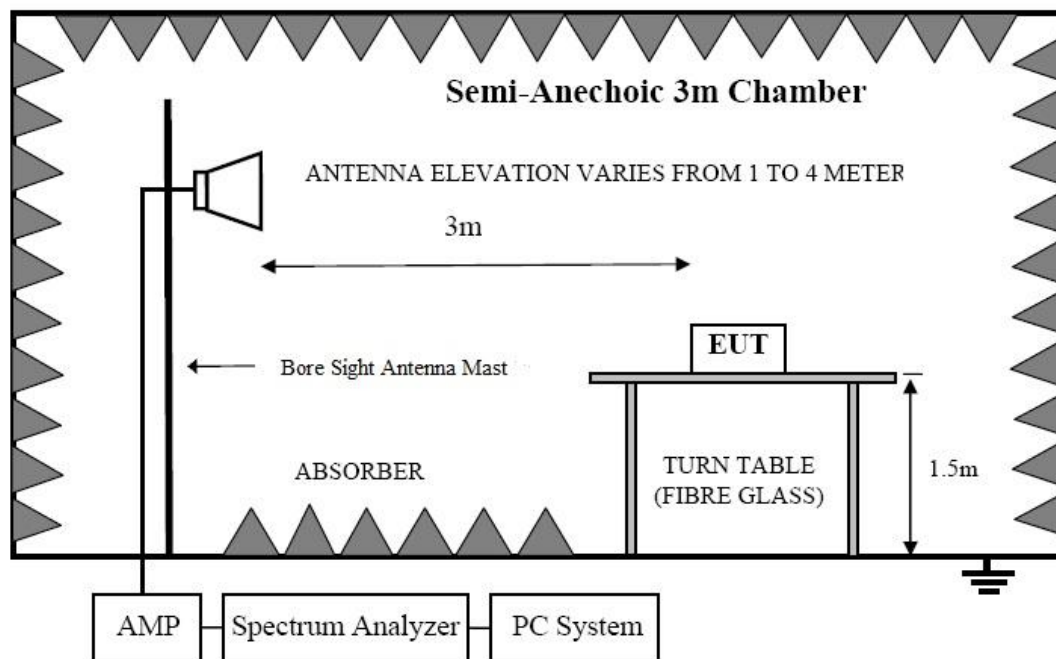 Semi-Anechoic 3m Chamber
ANTENNA ELEVATION VARIES FROM 1 TO 4 METER
3m
EUT
Bore Sight Antenna Mast
ABSORBER
TURN TABLE
(FIBRE GLASS)
1.5m
AMP
Spectrum Analyzer
PC System